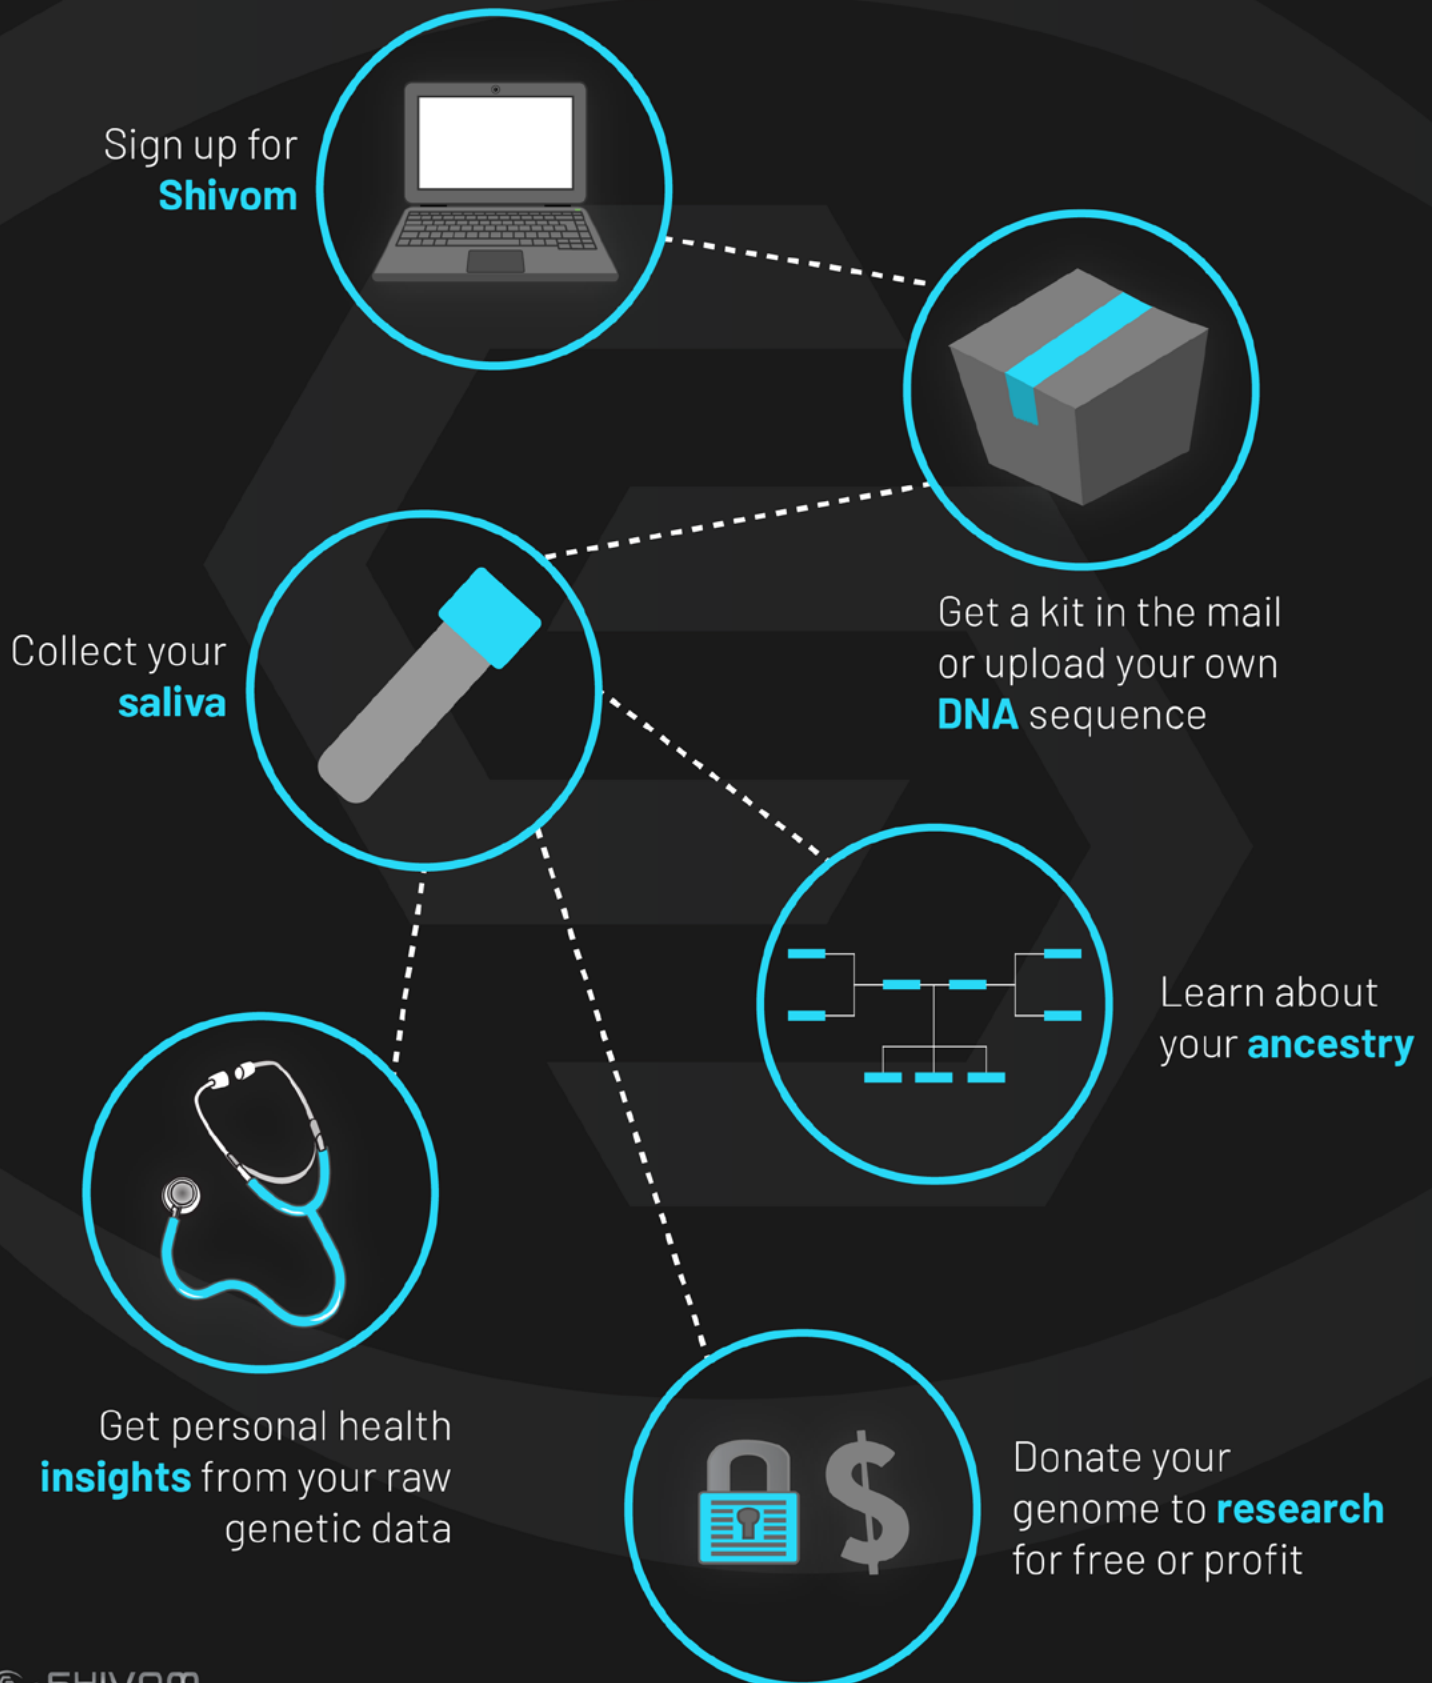 Sign up for
Shivom
Get a kit in the mail
or upload your own
DNA sequence
Collect your
saliva
Learn about
your ancestry
Get personal health
insights from your raw
genetic data
Donate your
genome to research
for free or profit
SHIVOM